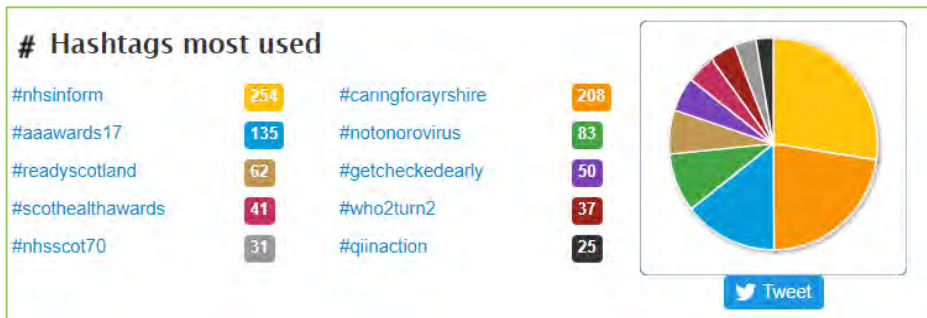 # Hashtags most used
#nhsinform 254 #caringforayrshire 208
#aaawards17 135 #notonorovirus 83
#readyscotland 62 #getcheckedearly 50
#scothealthawards 41 #who2turn2 37
#nhsscot70 31 #qiinaction 25
Tweet